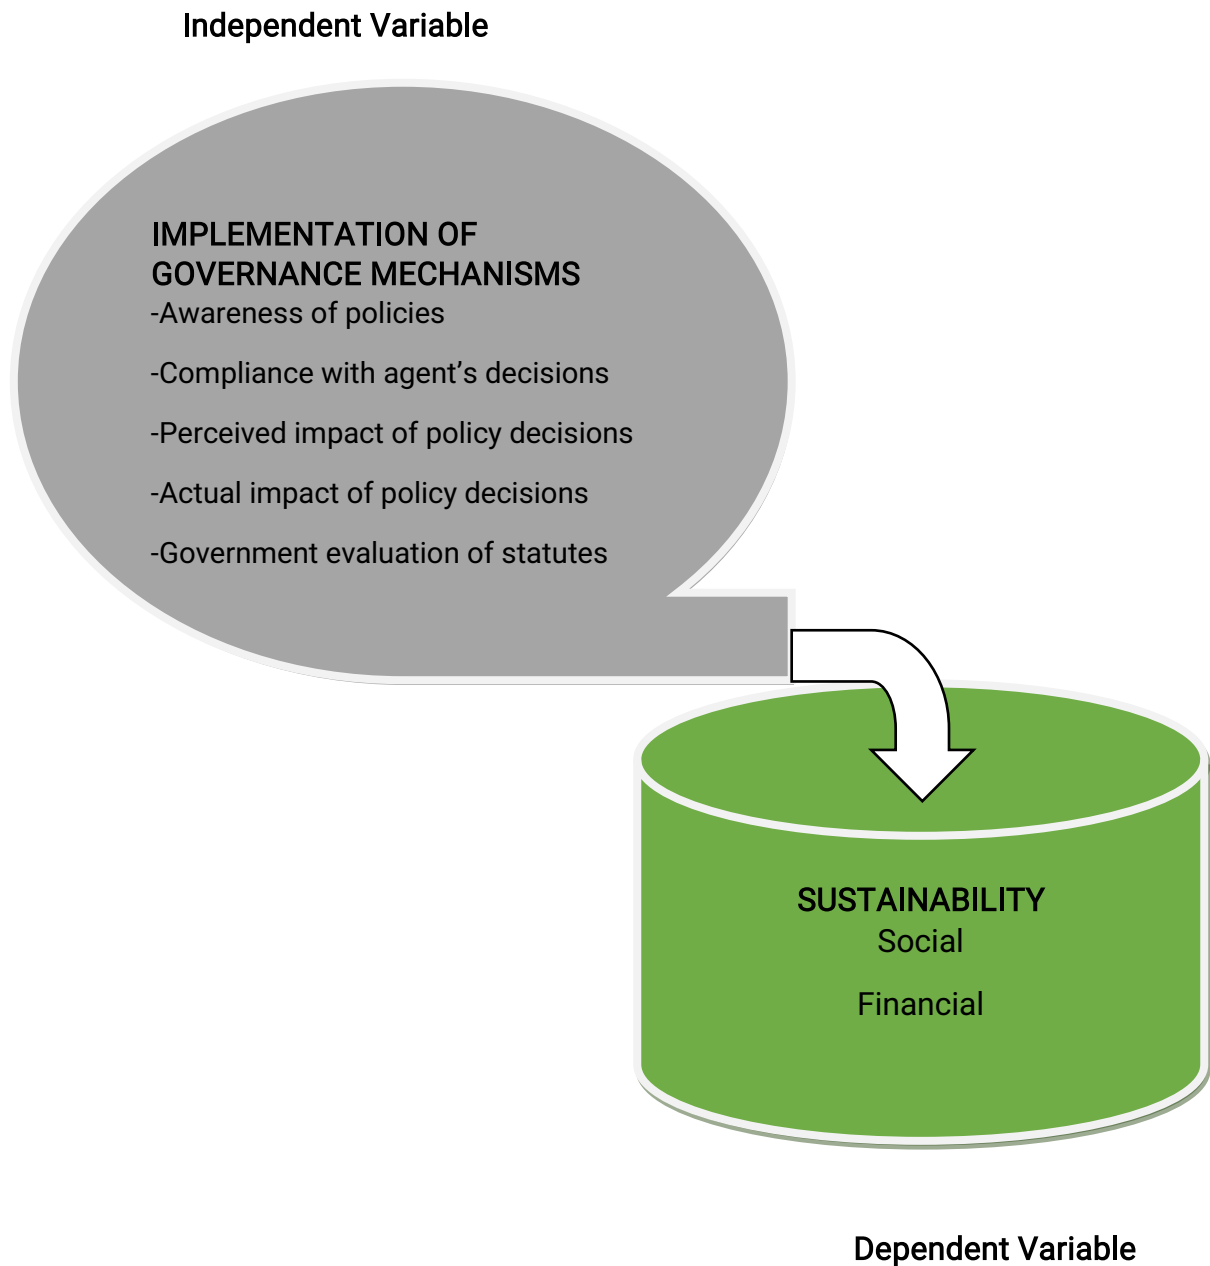 Independent Variable
IMPLEMENTATION OF
GOVERNANCE MECHANISMS
-Awareness of policies
-Compliance with agent’s decisions
-Perceived impact of policy decisions
-Actual impact of policy decisions
-Government evaluation of statutes
SUSTAINABILITY
Social
Financial
Dependent Variable